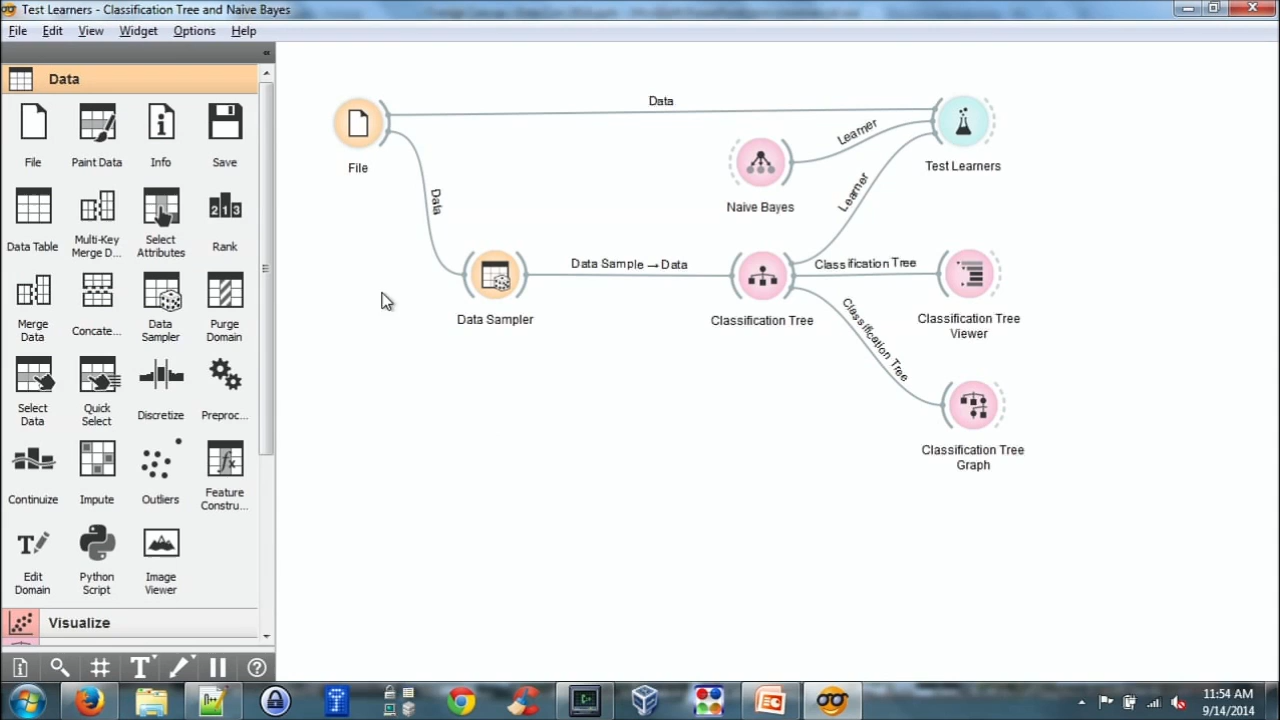 Test Learners - Classification Tree and Naive Bayes
File Edit View Widget Options Help
Data
File
Paint Data
Info
Save
Data Table
Multi-Key
Merge D...
Select
Attributes
Rank
Merge
Data
Concate...
Data
Sampler
Purge
Domain
Select
Data
Quick
Select
Discretize
Preproc...
Continuize
Impute
Outliers
Feature
Constru...
Edit
Domain
Python
Script
Image
Viewer
Visualize
File
Data
Data
Data Sampler
Data Sample → Data
Naive Bayes
Learner
Learner
Test Learners
Classification Tree
Classification Tree
Classification Tree
Viewer
Classification Tree
Classification Tree
Graph
11:54 AM
9/14/2014